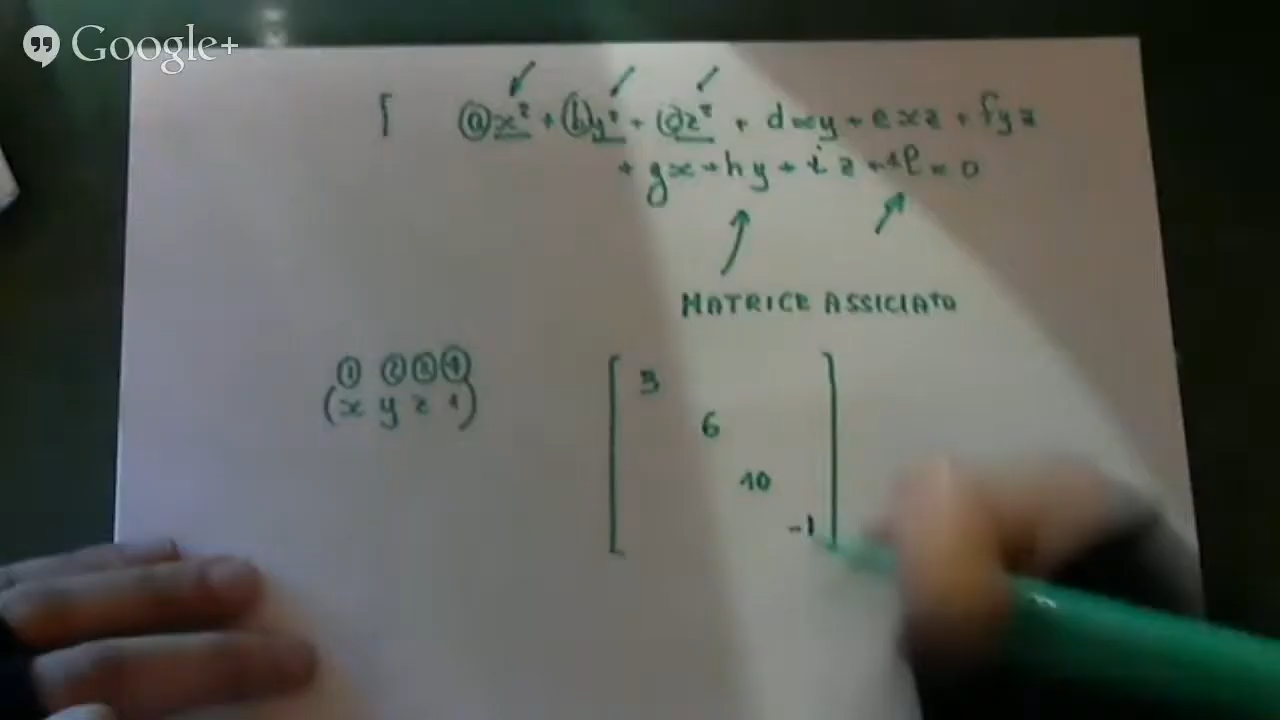 Google+
Γ ax² + by² + cz² + dxy + exz + fyz
+ gx + hy + iz + 1l = 0
MATRICE ASSICIATO
1 2 3 4
(x y z 1)
3
6
10
-1